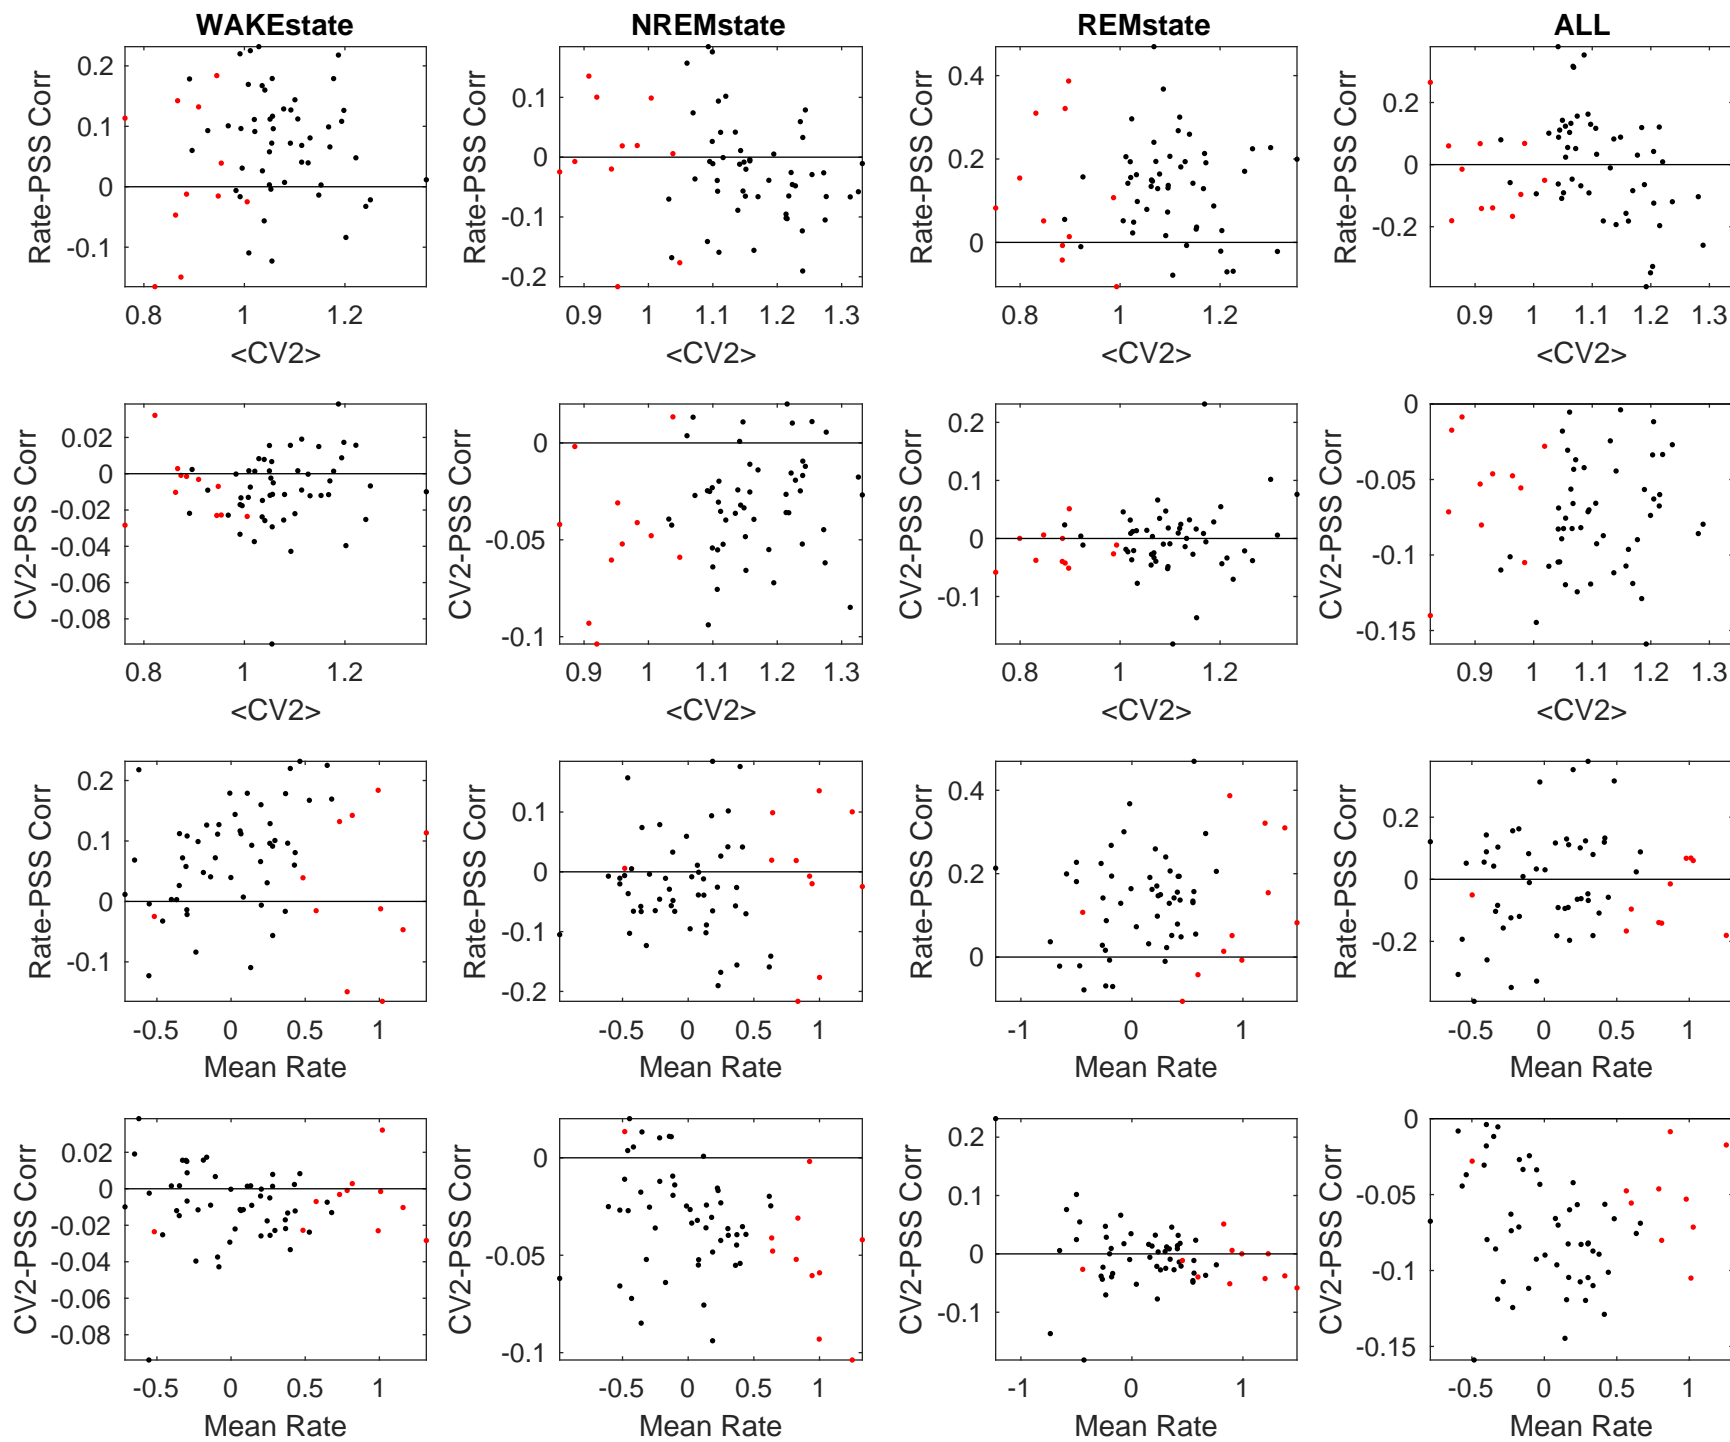 WAKEstate NREMstate REMstate ALL
Rate-PSS Corr Rate-PSS Corr Rate-PSS Corr Rate-PSS Corr
0.2 0.1 0 -0.1
0.1 0 -0.1 -0.2
0.4 0.2 0
0.2 0 -0.2
0.8 1 1.2 0.9 1 1.1 1.2 1.3 0.8 1 1.2 0.9 1 1.1 1.2 1.3
<CV2> <CV2> <CV2> <CV2>
CV2-PSS Corr CV2-PSS Corr CV2-PSS Corr CV2-PSS Corr
0.02 0 -0.02 -0.04 -0.06 -0.08
0 -0.05 -0.1
0.2 0.1 0 -0.1
0 -0.05 -0.1 -0.15
0.8 1 1.2 0.9 1 1.1 1.2 1.3 0.8 1 1.2 0.9 1 1.1 1.2 1.3
<CV2> <CV2> <CV2> <CV2>
Rate-PSS Corr Rate-PSS Corr Rate-PSS Corr Rate-PSS Corr
0.2 0.1 0 -0.1
0.1 0 -0.1 -0.2
0.4 0.2 0
0.2 0 -0.2
-0.5 0 0.5 1 -0.5 0 0.5 1 -1 0 1 -0.5 0 0.5 1
Mean Rate Mean Rate Mean Rate Mean Rate
CV2-PSS Corr CV2-PSS Corr CV2-PSS Corr CV2-PSS Corr
0.02 0 -0.02 -0.04 -0.06 -0.08
0 -0.05 -0.1
0.2 0.1 0 -0.1
0 -0.05 -0.1 -0.15
-0.5 0 0.5 1 -0.5 0 0.5 1 -1 0 1 -0.5 0 0.5 1
Mean Rate Mean Rate Mean Rate Mean Rate